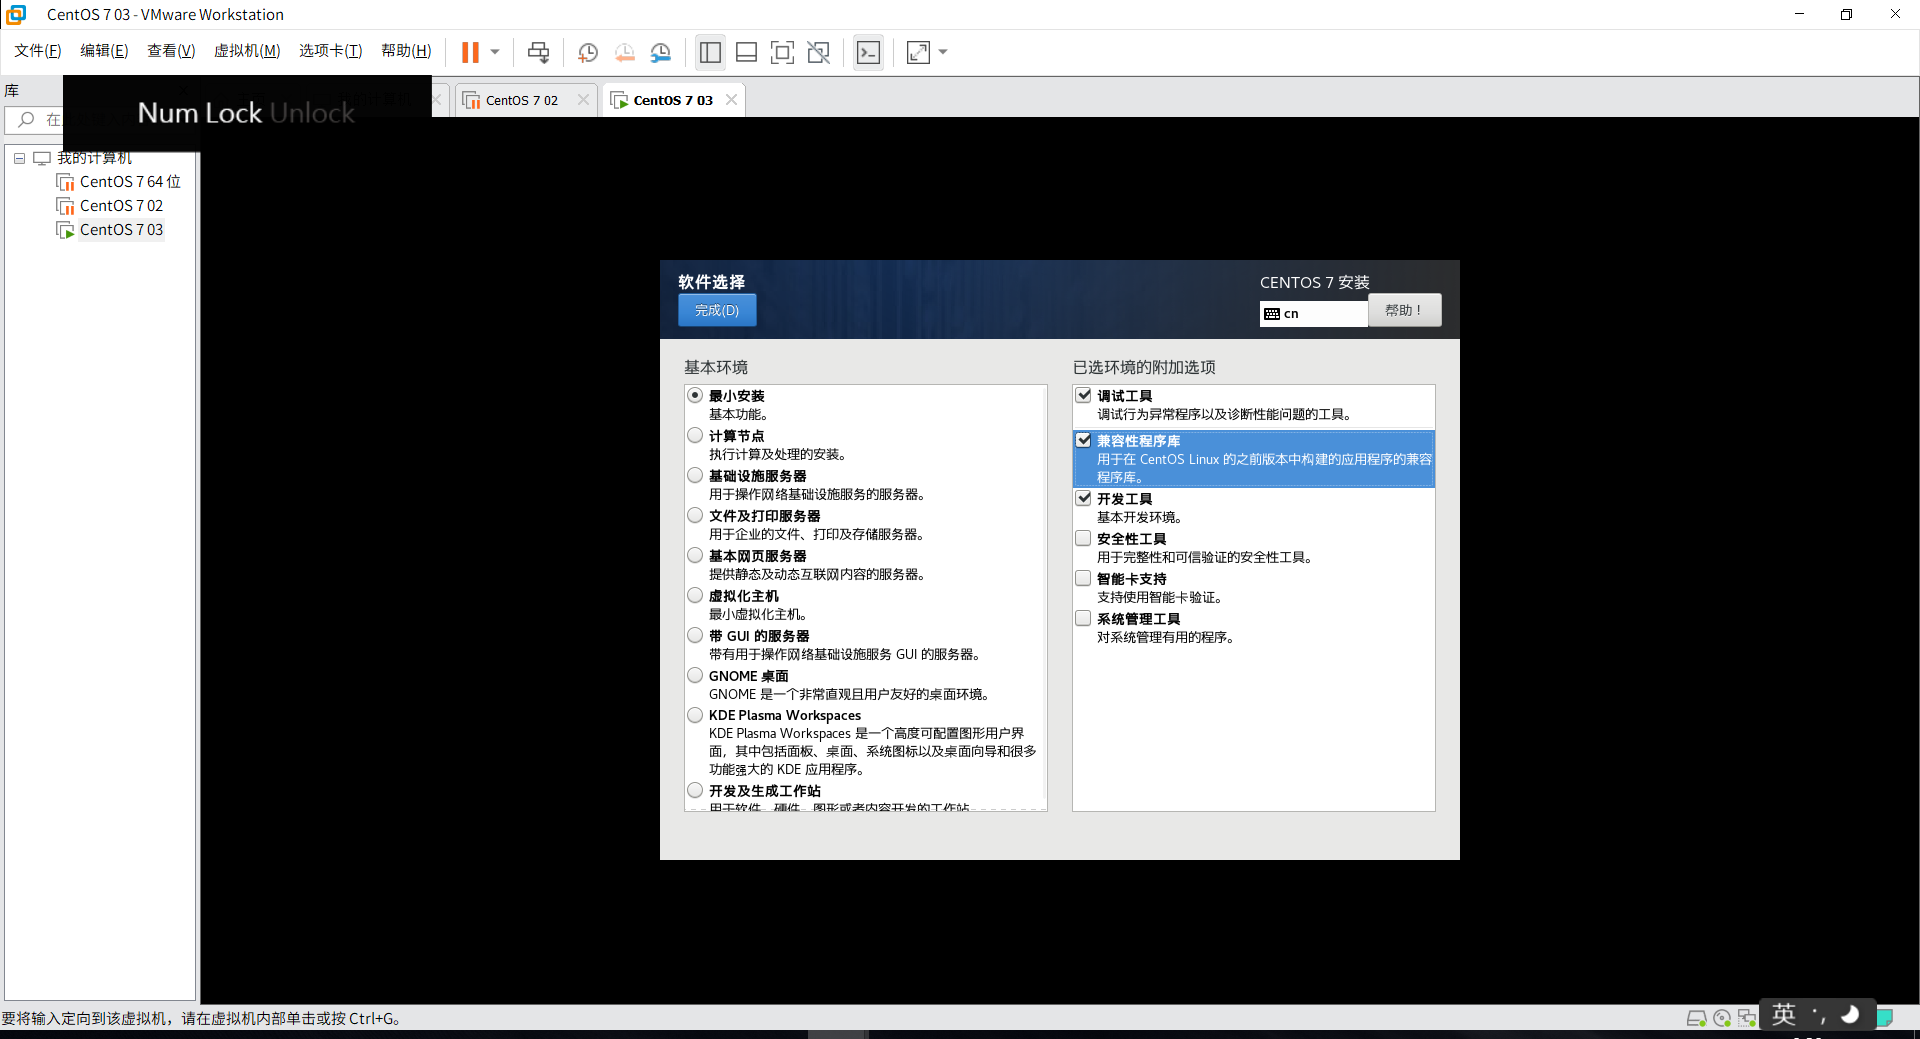 CentOS 7 03 - VMware Workstation
文件(F) 编辑(E) 查看(V) 虚拟机(M) 选项卡(T) 帮助(H)
库
Num Lock Unlock
CentOS 7 02
CentOS 7 03
在
我的计算机
CentOS 7 64 位
CentOS 7 02
CentOS 7 03
软件选择
完成(D)
CENTOS 7 安装
cn
帮助！
基本环境
最小安装
基本功能。
计算节点
执行计算及处理的安装。
基础设施服务器
用于操作网络基础设施服务的服务器。
文件及打印服务器
用于企业的文件、打印及存储服务器。
基本网页服务器
提供静态及动态互联网内容的服务器。
虚拟化主机
最小虚拟化主机。
带 GUI 的服务器
带有用于操作网络基础设施服务 GUI 的服务器。
GNOME 桌面
GNOME 是一个非常直观且用户友好的桌面环境。
KDE Plasma Workspaces
KDE Plasma Workspaces 是一个高度可配置图形用户界
面，其中包括面板、桌面、系统图标以及桌面向导和很多
功能强大的 KDE 应用程序。
开发及生成工作站
用于软件、硬件、图形或者内容开发的工作站
已选环境的附加选项
调试工具
调试行为异常程序以及诊断性能问题的工具。
兼容性程序库
用于在 CentOS Linux 的之前版本中构建的应用程序的兼容
程序库。
开发工具
基本开发环境。
安全性工具
用于完整性和可信验证的安全性工具。
智能卡支持
支持使用智能卡验证。
系统管理工具
对系统管理有用的程序。
要将输入定向到该虚拟机，请在虚拟机内部单击或按 Ctrl+G。
英